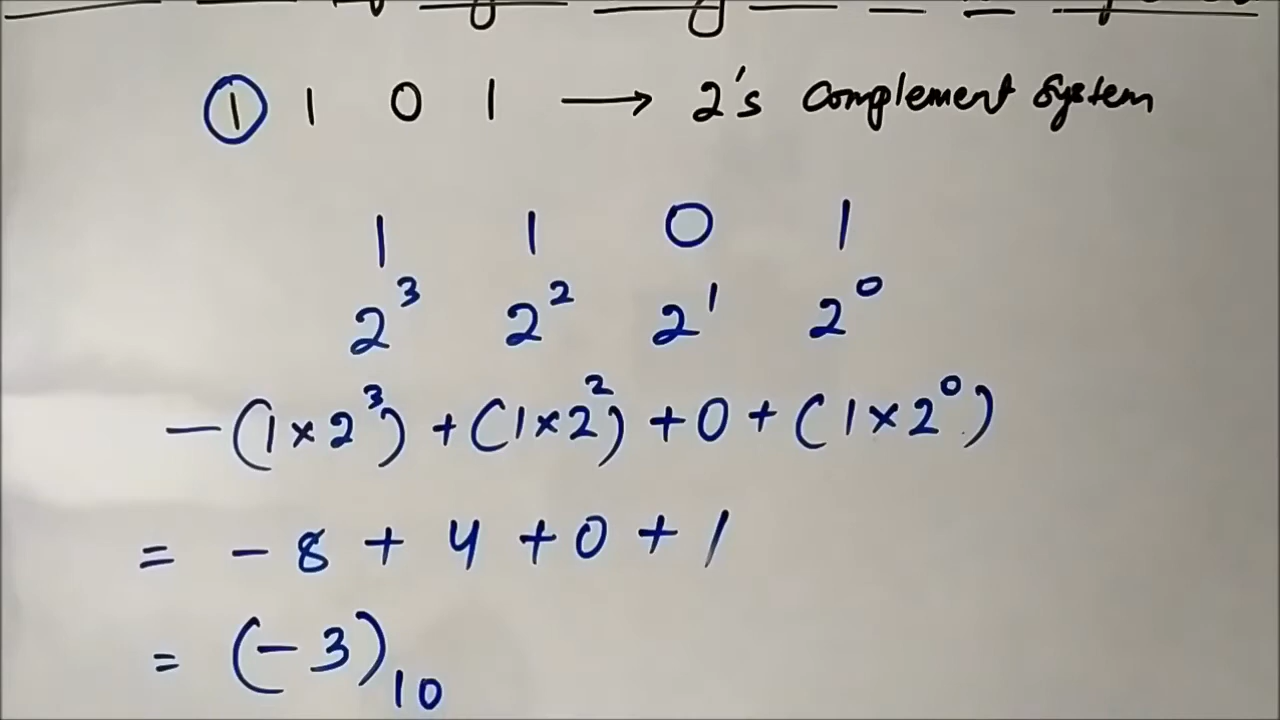 1 1 0 1 → 2's complement system
1 1 0 1
2³ 2² 2¹ 2⁰
-(1×2³)+(1×2²)+0+(1×2⁰)
= -8+4+0+1
= (-3)₁₀